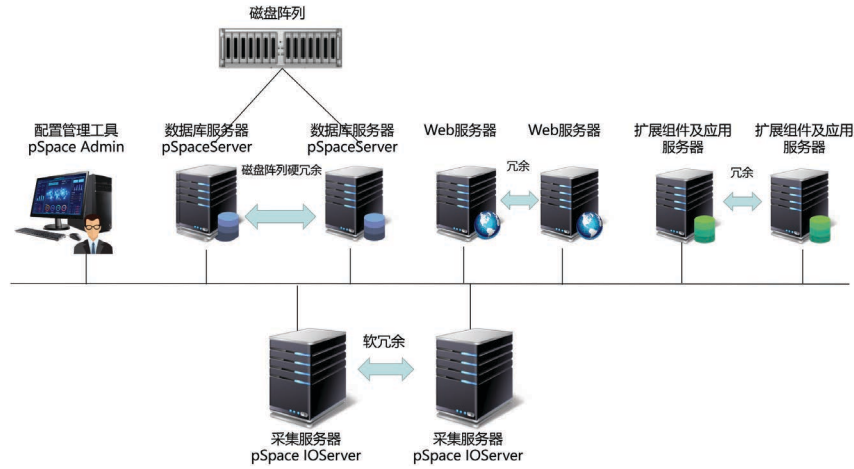 磁盘阵列
配置管理工具
pSpace Admin
数据库服务器
pSpaceServer
数据库服务器
pSpaceServer
Web服务器
Web服务器
扩展组件及应用
服务器
扩展组件及应用
服务器
磁盘阵列硬冗余
冗余
冗余
软冗余
采集服务器
pSpace IOServer
采集服务器
pSpace IOServer